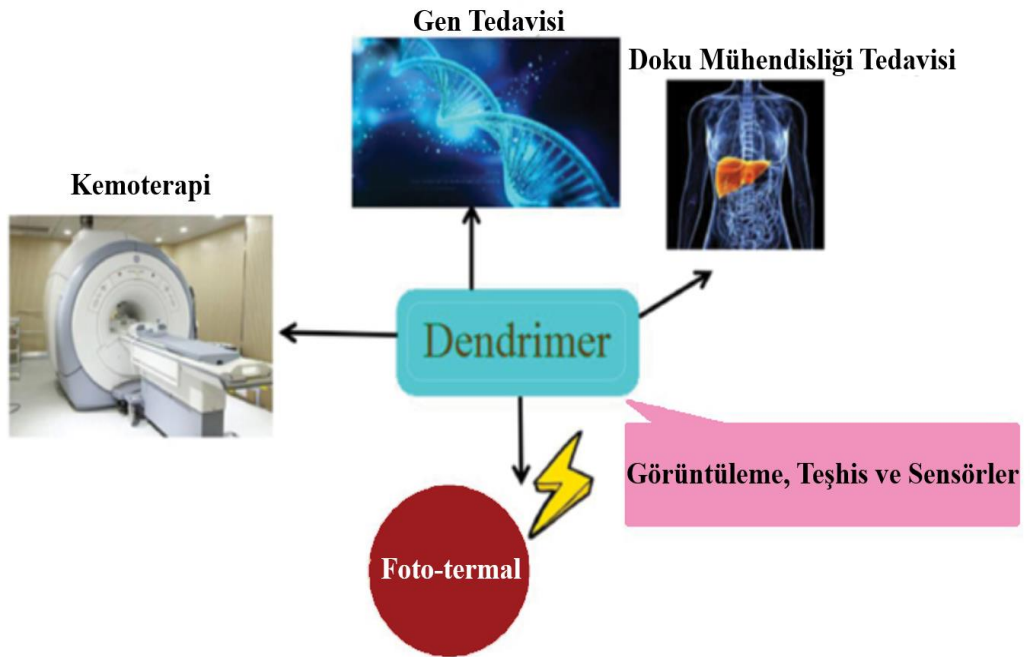 Gen Tedavisi
Doku Mühendisliği Tedavisi
Kemoterapi
Dendrimer
Görüntüleme, Teşhis ve Sensörler
Foto-termal